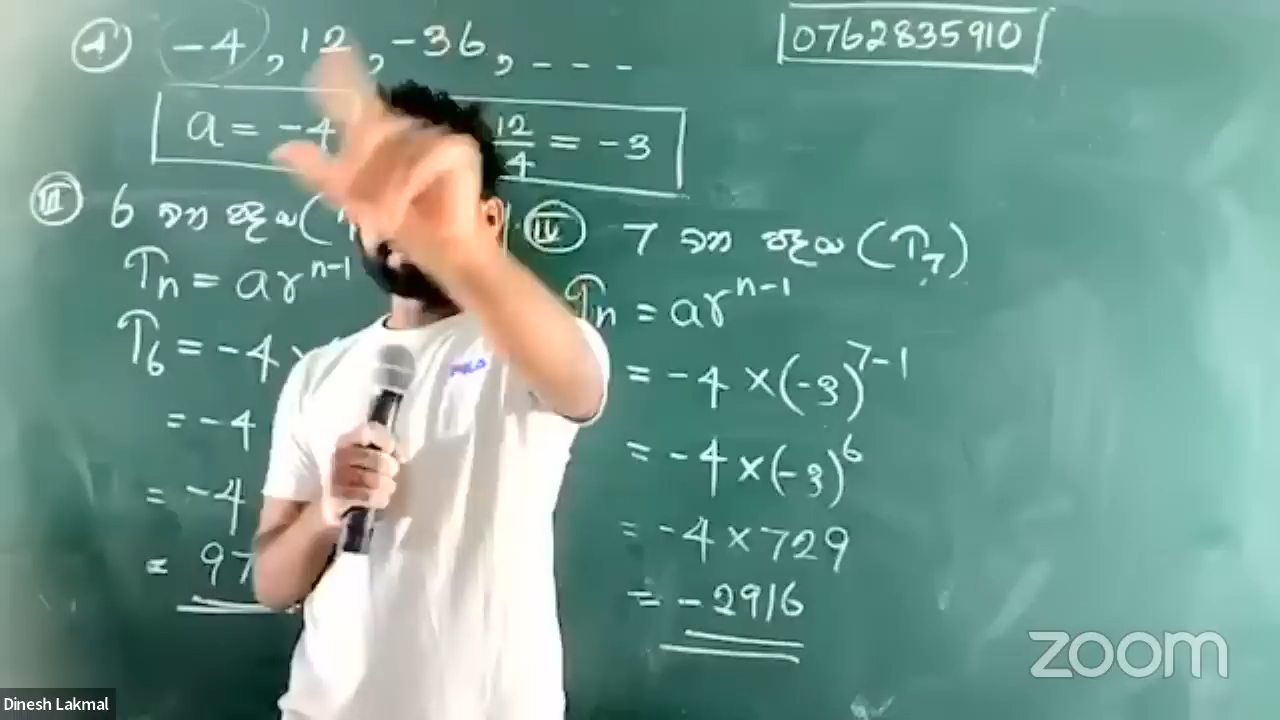 4 -4, 12, -36, - - -
0762835910
a = -4
12/4 = -3
III 6 වන පදය (
Tn = ar^n-1
T6 = -4 ×
= -4
= -4
= 97
IV 7 වන පදය (T7)
Tn = ar^n-1
= -4 × (-3)^7-1
= -4 × (-3)^6
= -4 × 729
= -2916
zoom
Dinesh Lakmal